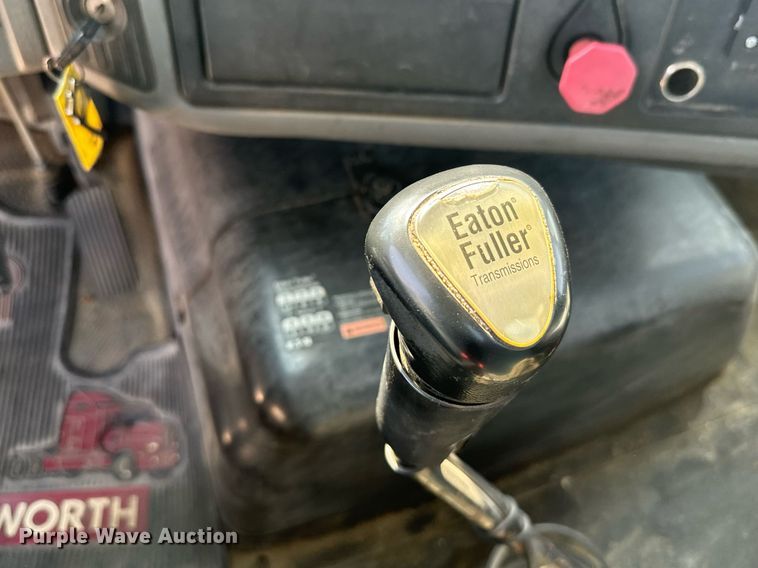 Eaton®
Fuller®
Transmissions
WORTH
Purple Wave Auction